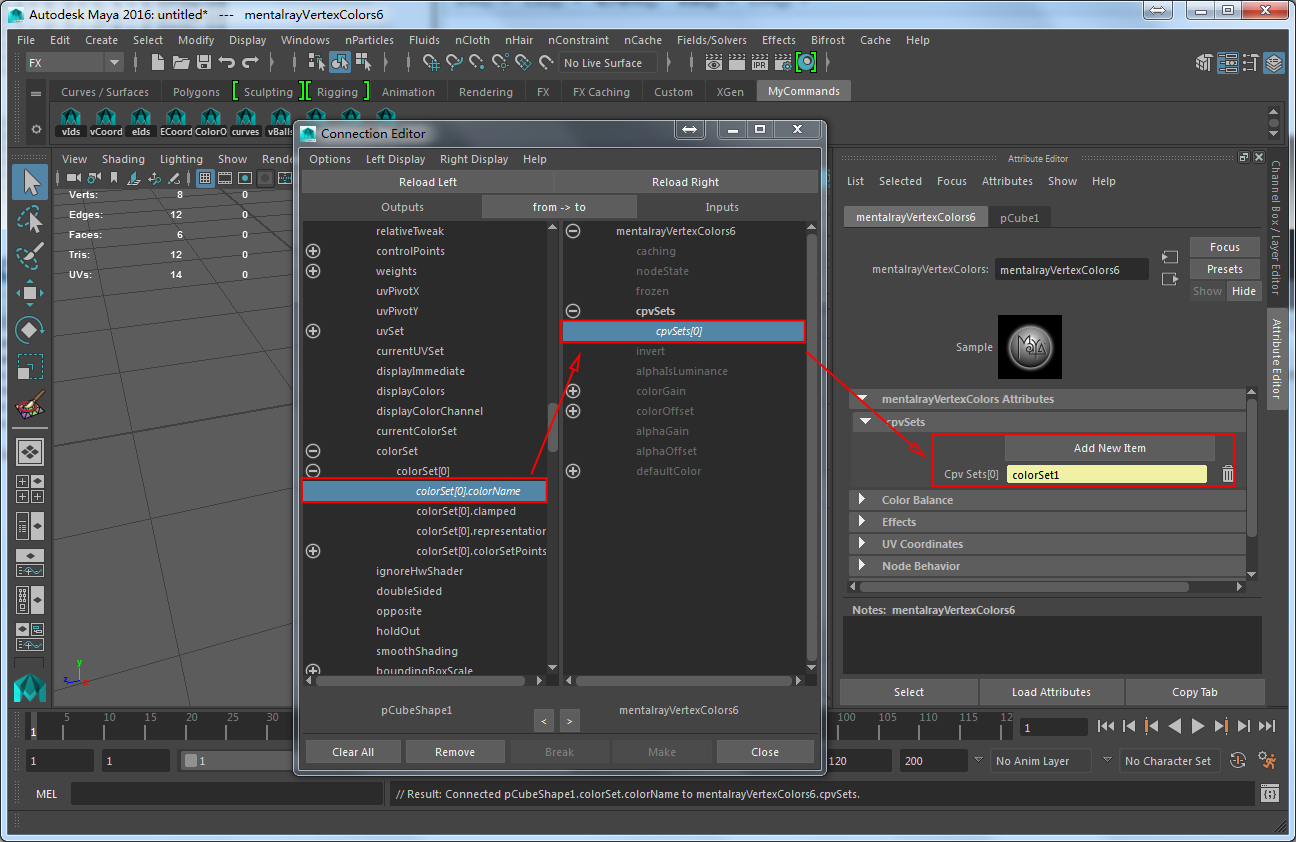 Autodesk Maya 2016: untitled* --- mentalrayVertexColors6
File Edit Create Select Modify Display Windows nParticles Fluids nCloth nHair nConstraint nCache Fields/Solvers Effects Bifrost Cache Help
FX No Live Surface IPR
Curves / Surfaces Polygons Sculpting Rigging Animation Rendering FX FX Caching Custom XGen MyCommands
vIds vCoord eIds ECoord ColorO curves vBalls
Connection Editor
Options Left Display Right Display Help
Reload Left Reload Right
Outputs from -> to Inputs
relativeTweak
controlPoints
weights
uvPivotX
uvPivotY
uvSet
currentUVSet
displayImmediate
displayColors
displayColorChannel
currentColorSet
colorSet
colorSet[0]
colorSet[0].colorName
colorSet[0].clamped
colorSet[0].representation
colorSet[0].colorSetPoints
ignoreHwShader
doubleSided
opposite
holdOut
smoothShading
boundingBoxScale
mentalrayVertexColors6
caching
nodeState
frozen
cpvSets
cpvSets[0]
invert
alphaIsLuminance
colorGain
colorOffset
alphaGain
alphaOffset
defaultColor
pCubeShape1 < > mentalrayVertexColors6
Clear All Remove Break Make Close
View Shading Lighting Show Rende
Verts: 8 0
Edges: 12 0
Faces: 6 0
Tris: 12 0
UVs: 14 0
y
z x
Attribute Editor
List Selected Focus Attributes Show Help
mentalrayVertexColors6 pCube1
mentalrayVertexColors: mentalrayVertexColors6
Focus
Presets
Show Hide
Sample
MAYA
mentalrayVertexColors Attributes
cpvSets
Add New Item
Cpv Sets[0] colorSet1
Color Balance
Effects
UV Coordinates
Node Behavior
Notes: mentalrayVertexColors6
Select Load Attributes Copy Tab
Channel Box / Layer Editor
Attribute Editor
1 5 10 15 20 25 30 100 105 110 115 12 1
1 1 1 120 200 No Anim Layer No Character Set
MEL // Result: Connected pCubeShape1.colorSet.colorName to mentalrayVertexColors6.cpvSets.